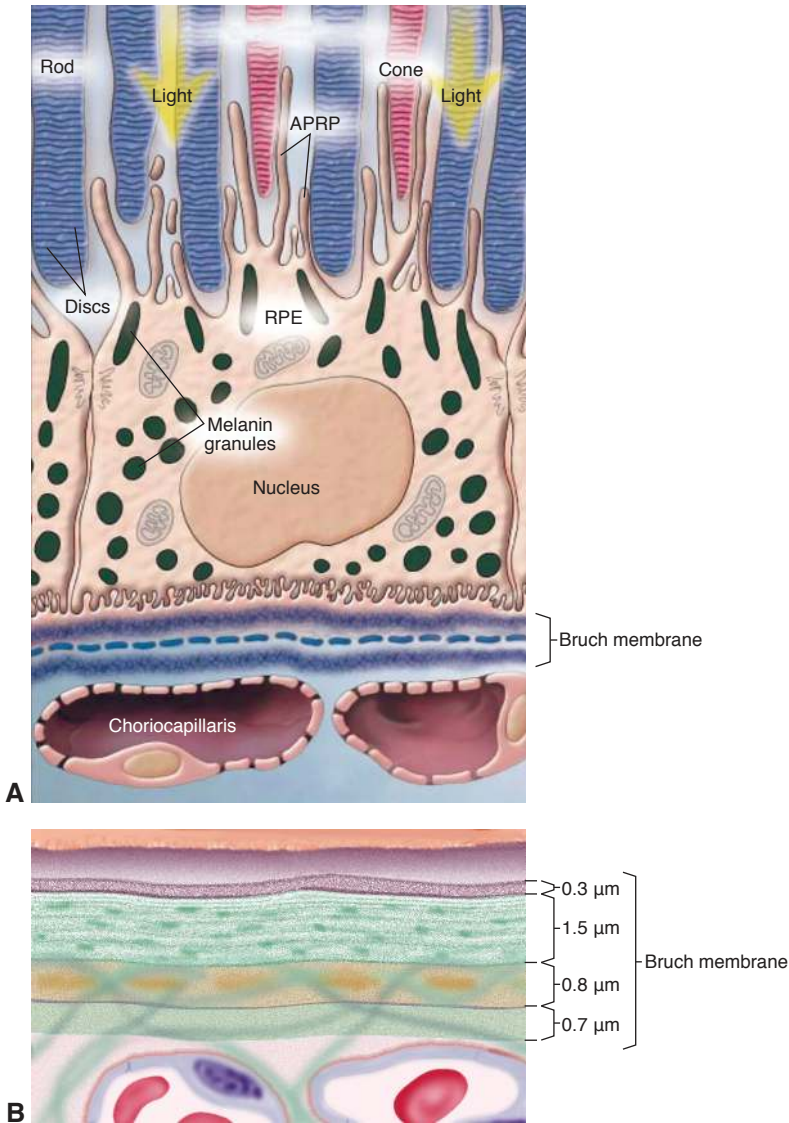 Rod
Cone
Light
Light
APRP
Discs
RPE
Melanin
granules
Nucleus
Bruch membrane
Choriocapillaris
A
0.3 μm
1.5 μm
Bruch membrane
0.8 μm
0.7 μm
B